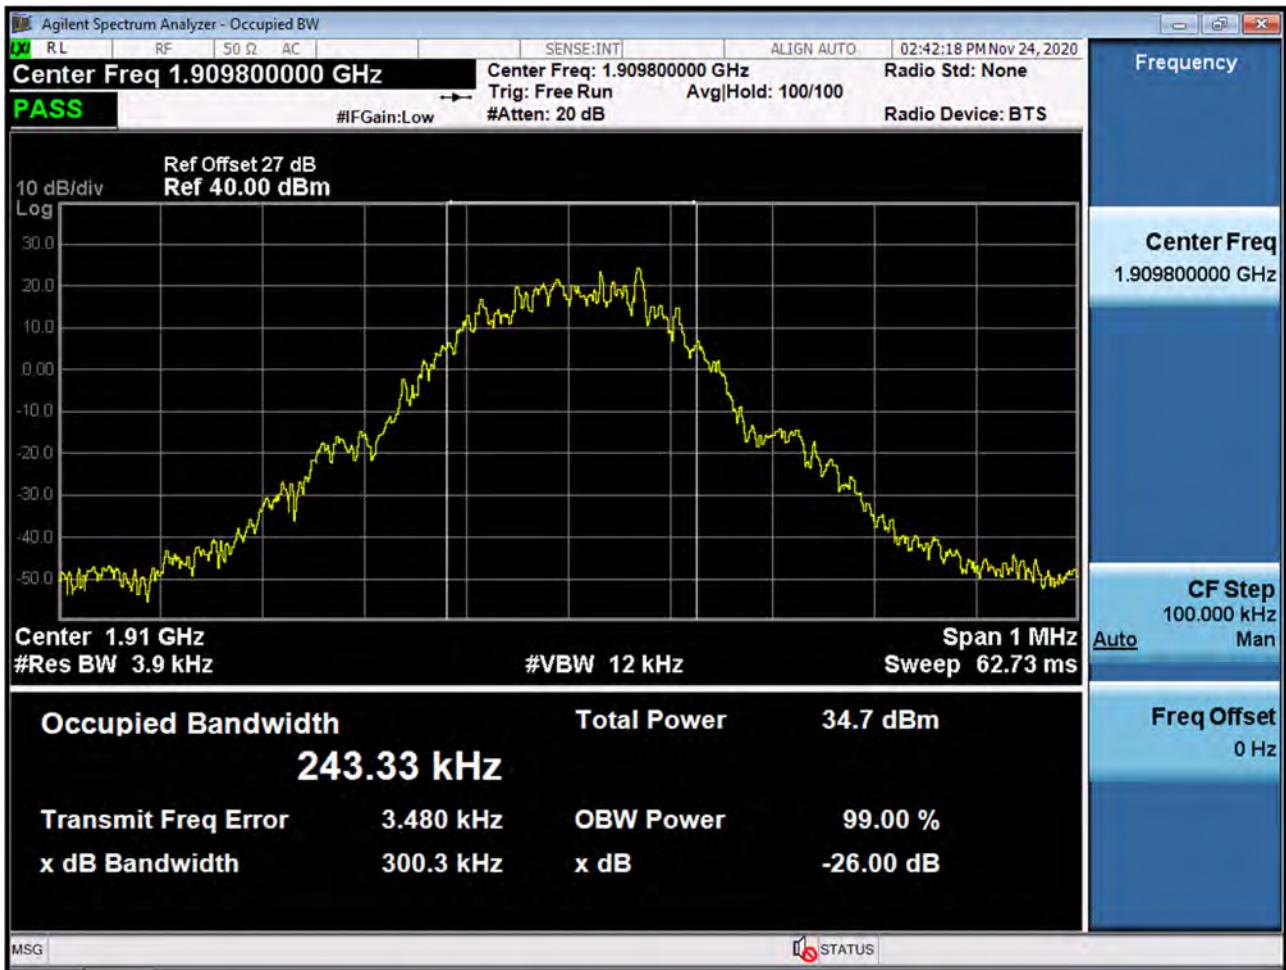 Agilent Spectrum Analyzer - Occupied BW
LXI RL RF 50 Ω AC SENSE:INT ALIGN AUTO 02:42:18 PM Nov 24, 2020
Center Freq 1.909800000 GHz
Center Freq: 1.909800000 GHz
Radio Std: None
Trig: Free Run Avg|Hold: 100/100
PASS
#IFGain:Low
#Atten: 20 dB
Radio Device: BTS
Ref Offset 27 dB
10 dB/div Ref 40.00 dBm
Log
30.0
20.0
10.0
0.00
-10.0
-20.0
-30.0
-40.0
-50.0
Center 1.91 GHz Span 1 MHz
#Res BW 3.9 kHz #VBW 12 kHz Sweep 62.73 ms
Occupied Bandwidth Total Power 34.7 dBm
243.33 kHz
Transmit Freq Error 3.480 kHz OBW Power 99.00 %
x dB Bandwidth 300.3 kHz x dB -26.00 dB
Frequency
Center Freq
1.909800000 GHz
CF Step
100.000 kHz
Auto Man
Freq Offset
0 Hz
MSG STATUS